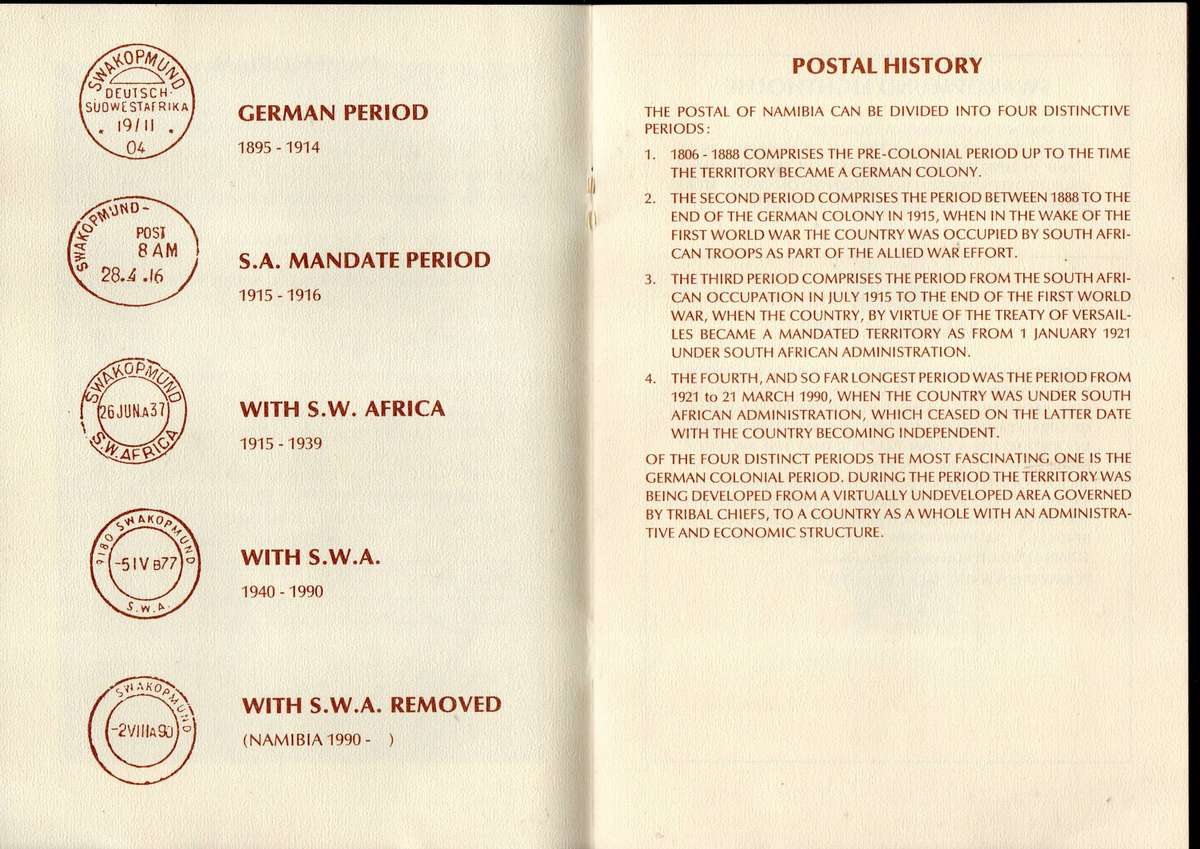 SWAKOPMUND
DEUTSCH-
SÜDWESTAFRIKA
* 19/11 *
04
GERMAN PERIOD
1895 - 1914
SWAKOPMUND-
POST
8 AM
28.4.16
S.A. MANDATE PERIOD
1915 - 1916
SWAKOPMUND
26 JUN.A37
S.W. AFRICA
WITH S.W. AFRICA
1915 - 1939
9180 SWAKOPMUND
-5 IV B77
S.W.A.
WITH S.W.A.
1940 - 1990
SWAKOPMUND
-2VIIIA90
WITH S.W.A. REMOVED
(NAMIBIA 1990 - )
POSTAL HISTORY
THE POSTAL OF NAMIBIA CAN BE DIVIDED INTO FOUR DISTINCTIVE
PERIODS:
1. 1806 - 1888 COMPRISES THE PRE-COLONIAL PERIOD UP TO THE TIME
THE TERRITORY BECAME A GERMAN COLONY.
2. THE SECOND PERIOD COMPRISES THE PERIOD BETWEEN 1888 TO THE
END OF THE GERMAN COLONY IN 1915, WHEN IN THE WAKE OF THE
FIRST WORLD WAR THE COUNTRY WAS OCCUPIED BY SOUTH AFRI-
CAN TROOPS AS PART OF THE ALLIED WAR EFFORT.
3. THE THIRD PERIOD COMPRISES THE PERIOD FROM THE SOUTH AFRI-
CAN OCCUPATION IN JULY 1915 TO THE END OF THE FIRST WORLD
WAR, WHEN THE COUNTRY, BY VIRTUE OF THE TREATY OF VERSAIL-
LES BECAME A MANDATED TERRITORY AS FROM 1 JANUARY 1921
UNDER SOUTH AFRICAN ADMINISTRATION.
4. THE FOURTH, AND SO FAR LONGEST PERIOD WAS THE PERIOD FROM
1921 to 21 MARCH 1990, WHEN THE COUNTRY WAS UNDER SOUTH
AFRICAN ADMINISTRATION, WHICH CEASED ON THE LATTER DATE
WITH THE COUNTRY BECOMING INDEPENDENT.
OF THE FOUR DISTINCT PERIODS THE MOST FASCINATING ONE IS THE
GERMAN COLONIAL PERIOD. DURING THE PERIOD THE TERRITORY WAS
BEING DEVELOPED FROM A VIRTUALLY UNDEVELOPED AREA GOVERNED
BY TRIBAL CHIEFS, TO A COUNTRY AS A WHOLE WITH AN ADMINISTRA-
TIVE AND ECONOMIC STRUCTURE.